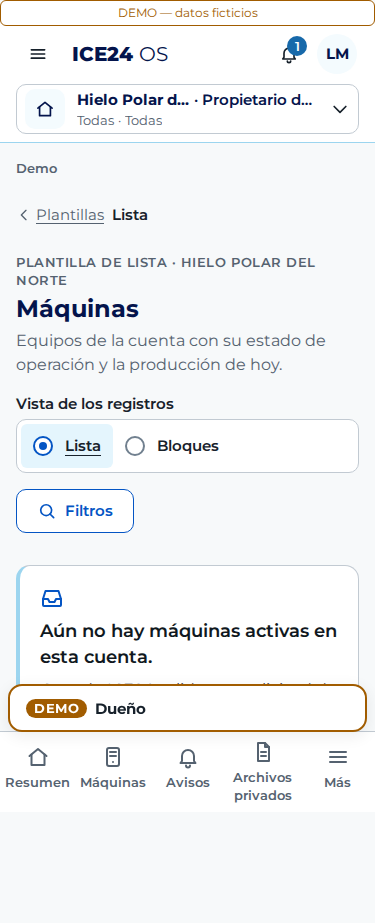 DEMO — datos ficticios
ICE24 OS
1
LM
Hielo Polar d... · Propietario d...
Todas · Todas
Demo
Plantillas Lista
PLANTILLA DE LISTA · HIELO POLAR DEL
NORTE
Máquinas
Equipos de la cuenta con su estado de
operación y la producción de hoy.
Vista de los registros
Lista
Bloques
Filtros
Aún no hay máquinas activas en
esta cuenta.
DEMO Dueño
Resumen
Máquinas
Avisos
Archivos
privados
Más